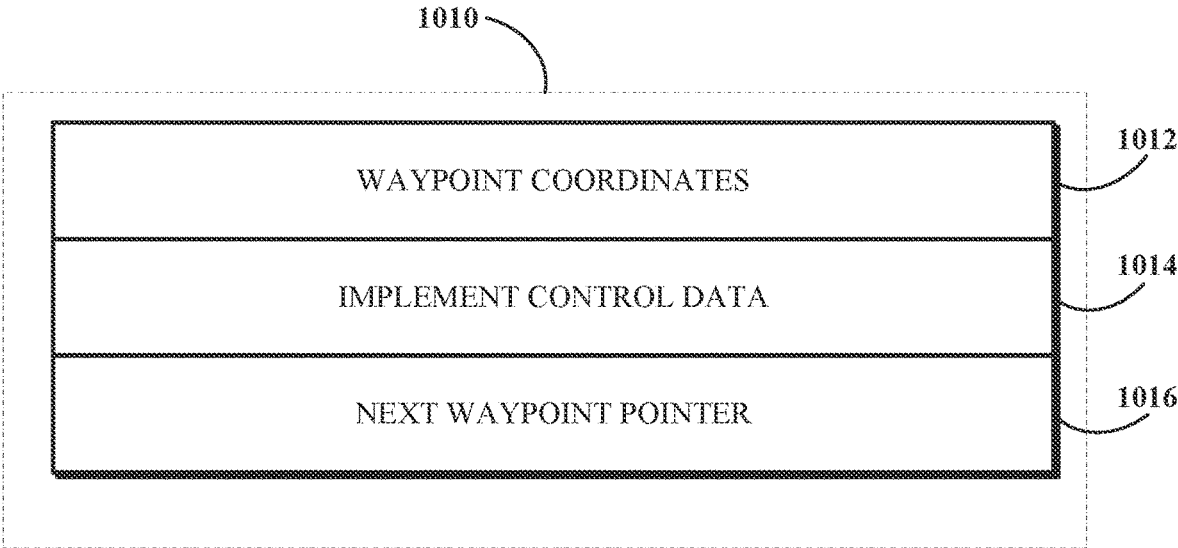 1010
WAYPOINT COORDINATES
1012
IMPLEMENT CONTROL DATA
1014
NEXT WAYPOINT POINTER
1016